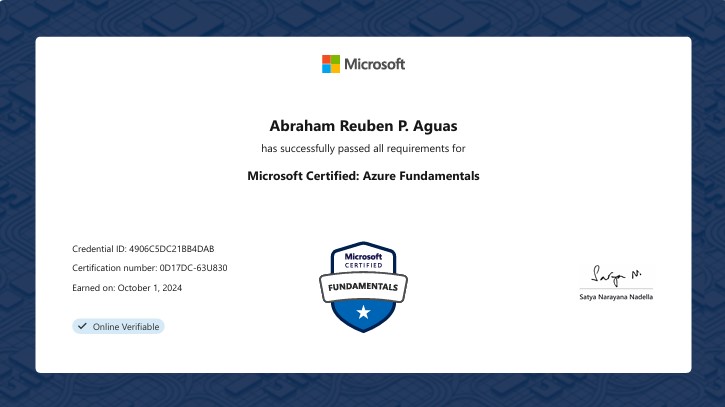 Microsoft
Abraham Reuben P. Aguas
has successfully passed all requirements for
Microsoft Certified: Azure Fundamentals
Credential ID: 4906C5DC21BB4DAB
Certification number: 0D17DC-63U830
Earned on: October 1, 2024
Online Verifiable
Microsoft
CERTIFIED
FUNDAMENTALS
Satya N.
Satya Narayana Nadella